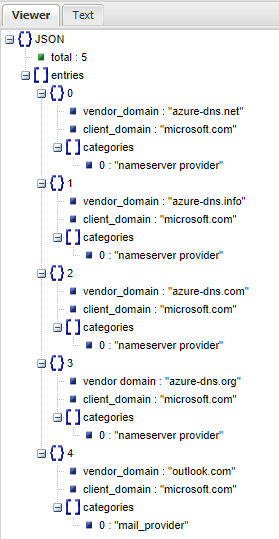 Viewer Text
JSON
total : 5
entries
0
vendor_domain : "azure-dns.net"
client_domain : "microsoft.com"
categories
0 : "nameserver provider"
1
vendor_domain : "azure-dns.info"
client_domain : "microsoft.com"
categories
0 : "nameserver provider"
2
vendor_domain : "azure-dns.com"
client_domain : "microsoft.com"
categories
0 : "nameserver provider"
3
vendor domain : "azure-dns.org"
client_domain : "microsoft.com"
categories
0 : "nameserver provider"
4
vendor_domain : "outlook.com"
client_domain : "microsoft.com"
categories
0 : "mail_provider"